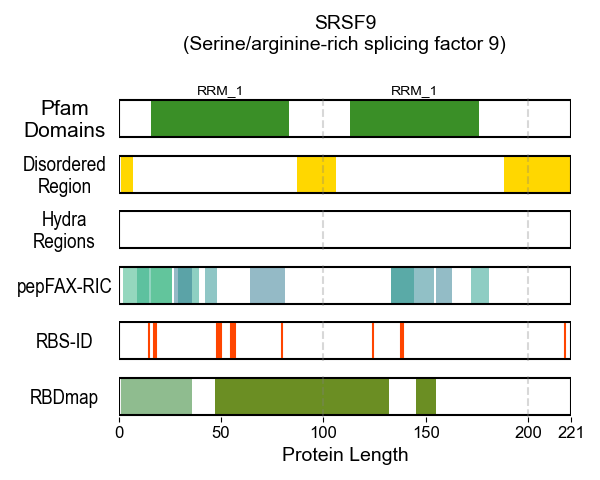 SRSF9
(Serine/arginine-rich splicing factor 9)
RRM_1 RRM_1
Pfam
Domains
Disordered
Region
Hydra
Regions
pepFAX-RIC
RBS-ID
RBDmap
0 50 100 150 200 221
Protein Length